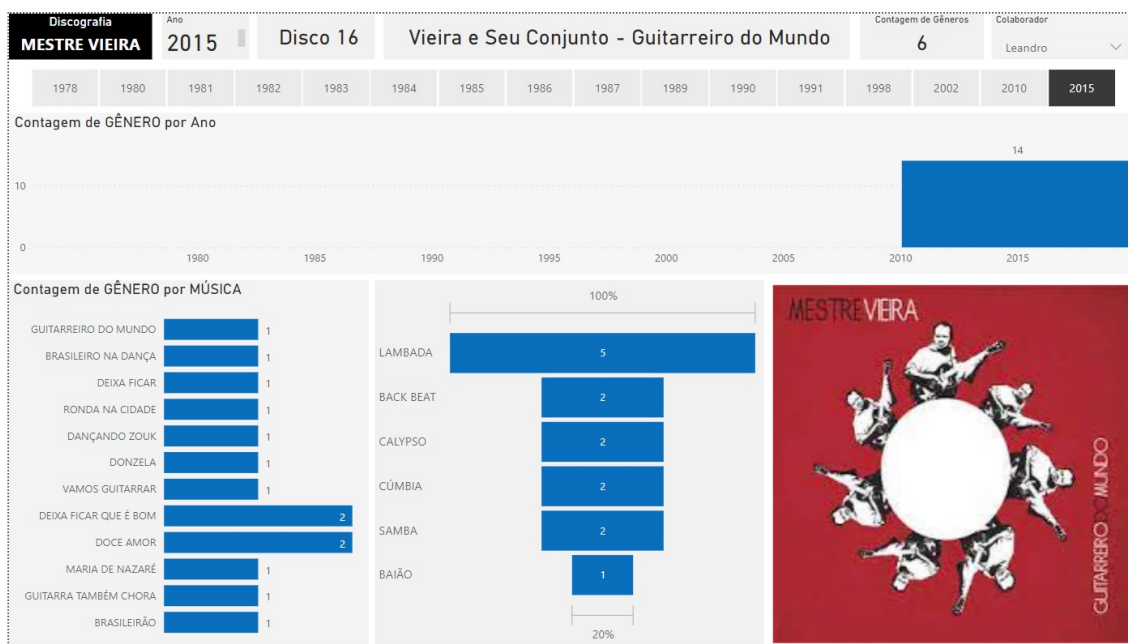 Discografia
MESTRE VIEIRA
Ano
2015
Disco 16
Vieira e Seu Conjunto - Guitarreiro do Mundo
Contagem de Gêneros
6
Colaborador
Leandro
1978 1980 1981 1982 1983 1984 1985 1986 1987 1989 1990 1991 1998 2002 2010 2015
Contagem de GÊNERO por Ano
14
10
0
1980 1985 1990 1995 2000 2005 2010 2015
Contagem de GÊNERO por MÚSICA
GUITARREIRO DO MUNDO 1
BRASILEIRO NA DANÇA 1
DEIXA FICAR 1
RONDA NA CIDADE 1
DANÇANDO ZOUK 1
DONZELA 1
VAMOS GUITARRAR 1
DEIXA FICAR QUE É BOM 2
DOCE AMOR 2
MARIA DE NAZARÉ 1
GUITARRA TAMBÉM CHORA 1
BRASILEIRÃO 1
100%
LAMBADA 5
BACK BEAT 2
CALYPSO 2
CÚMBIA 2
SAMBA 2
BAIÃO 1
20%
MESTRE VIEIRA
GUITARREIRO DO MUNDO